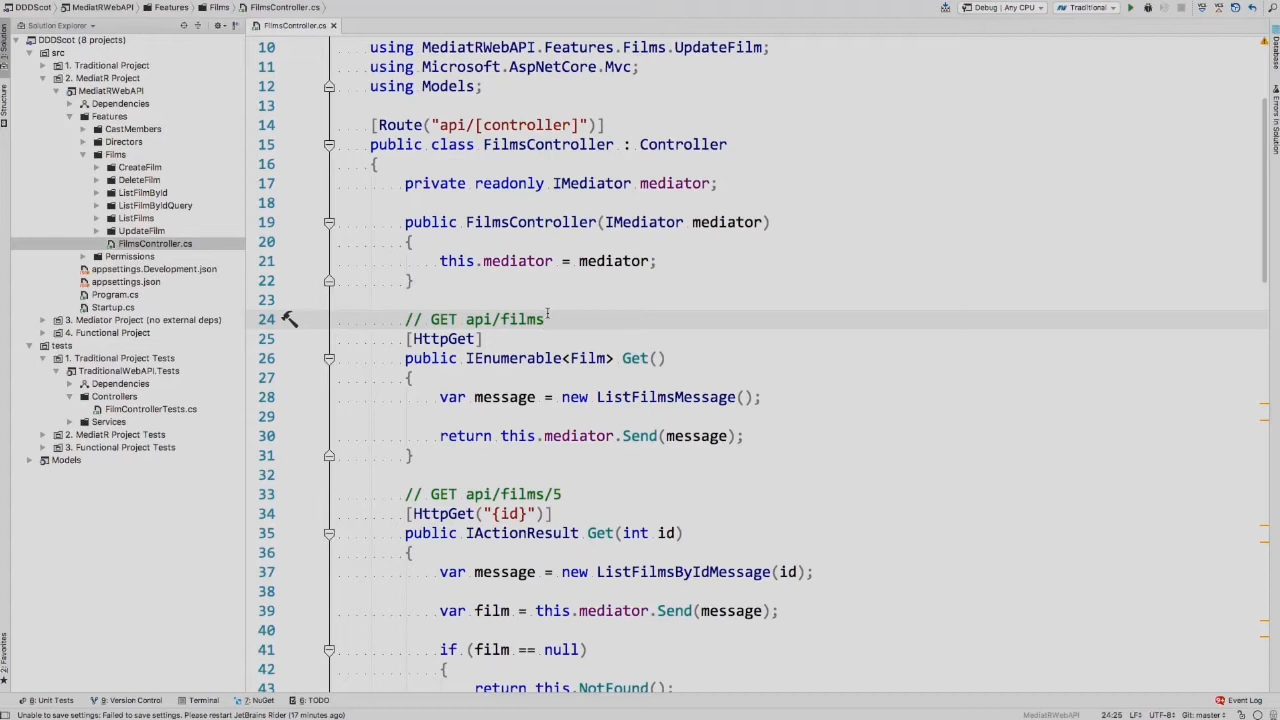 DDDScot MediatRWebAPI Features Films FilmsController.cs
Debug | Any CPU Traditional
Solution Explorer
FilmsController.cs
DDDScot (8 projects)
src
1. Traditional Project
2. MediatR Project
MediatRWebAPI
Dependencies
Features
CastMembers
Directors
Films
CreateFilm
DeleteFilm
ListFilmById
ListFilmByIdQuery
ListFilms
UpdateFilm
FilmsController.cs
Permissions
appsettings.Development.json
appsettings.json
Program.cs
Startup.cs
3. Mediator Project (no external deps)
4. Functional Project
tests
1. Traditional Project Tests
TraditionalWebAPI.Tests
Dependencies
Controllers
FilmControllerTests.cs
Services
2. MediatR Project Tests
3. Functional Project Tests
Models
10 using MediatRWebAPI.Features.Films.UpdateFilm;
11 using Microsoft.AspNetCore.Mvc;
12 using Models;
13
14 [Route("api/[controller]")]
15 public class FilmsController : Controller
16 {
17 private readonly IMediator mediator;
18
19 public FilmsController(IMediator mediator)
20 {
21 this.mediator = mediator;
22 }
23
24 // GET api/films
25 [HttpGet]
26 public IEnumerable<Film> Get()
27 {
28 var message = new ListFilmsMessage();
29
30 return this.mediator.Send(message);
31 }
32
33 // GET api/films/5
34 [HttpGet("{id}")]
35 public IActionResult Get(int id)
36 {
37 var message = new ListFilmsByIdMessage(id);
38
39 var film = this.mediator.Send(message);
40
41 if (film == null)
42 {
43 return this.NotFound();
1: Solution
Structure
2: Favorites
Database
Errors In Solution
8: Unit Tests 9: Version Control Terminal 7: NuGet 6: TODO Event Log
Unable to save settings: Failed to save settings. Please restart JetBrains Rider (17 minutes ago) MediatRWebAPI 24:25 LF UTF-8 Git: master